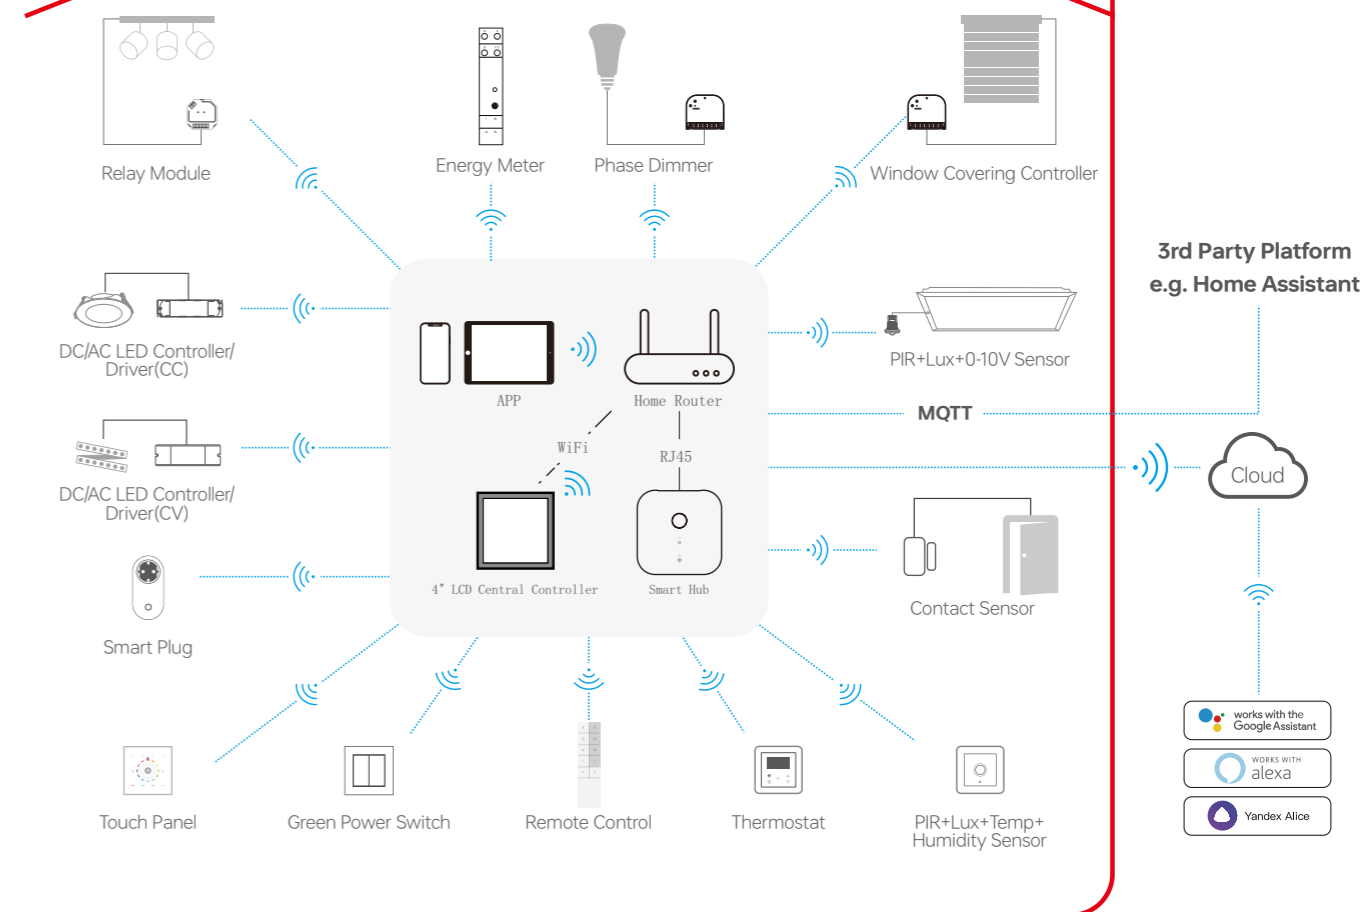 Relay Module
Energy Meter
Phase Dimmer
Window Covering Controller
3rd Party Platform
e.g. Home Assistant
DC/AC LED Controller/
Driver(CC)
APP
Home Router
PIR+Lux+0-10V Sensor
MQTT
WiFi
RJ45
Cloud
DC/AC LED Controller/
Driver(CV)
4" LCD Central Controller
Smart Hub
Contact Sensor
Smart Plug
works with the
Google Assistant
WORKS WITH
alexa
Yandex Alice
Touch Panel
Green Power Switch
Remote Control
Thermostat
PIR+Lux+Temp+
Humidity Sensor